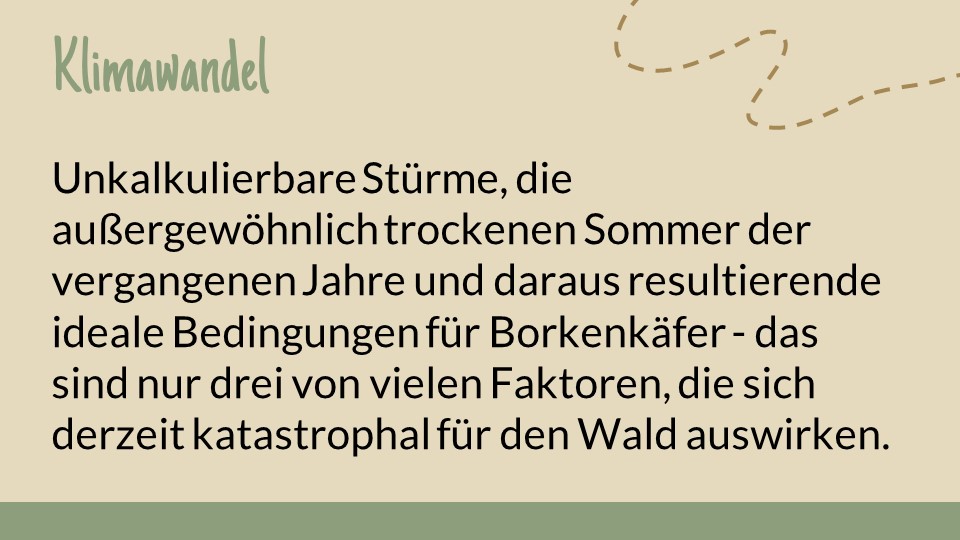 Klimawandel
Unkalkulierbare Stürme, die
außergewöhnlich trockenen Sommer der
vergangenen Jahre und daraus resultierende
ideale Bedingungen für Borkenkäfer - das
sind nur drei von vielen Faktoren, die sich
derzeit katastrophal für den Wald auswirken.